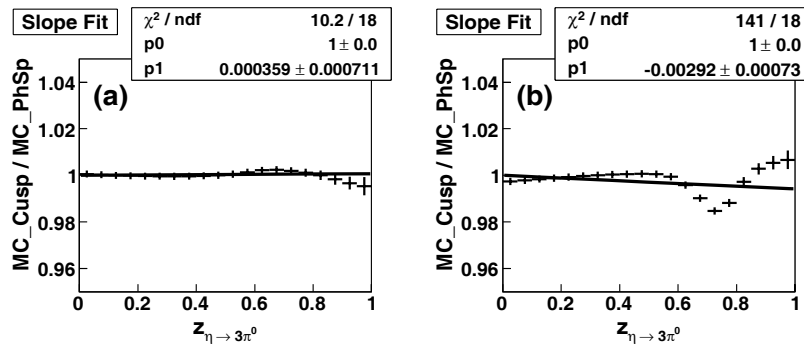 Slope Fit
χ² / ndf 10.2 / 18
p0 1 ± 0.0
p1 0.000359 ± 0.000711
(a)
MC_Cusp / MC_PhSp
1.04
1.02
1
0.98
0.96
0 0.2 0.4 0.6 0.8 1
z η → 3π⁰
Slope Fit
χ² / ndf 141 / 18
p0 1 ± 0.0
p1 -0.00292 ± 0.00073
(b)
MC_Cusp / MC_PhSp
1.04
1.02
1
0.98
0.96
0 0.2 0.4 0.6 0.8 1
z η → 3π⁰